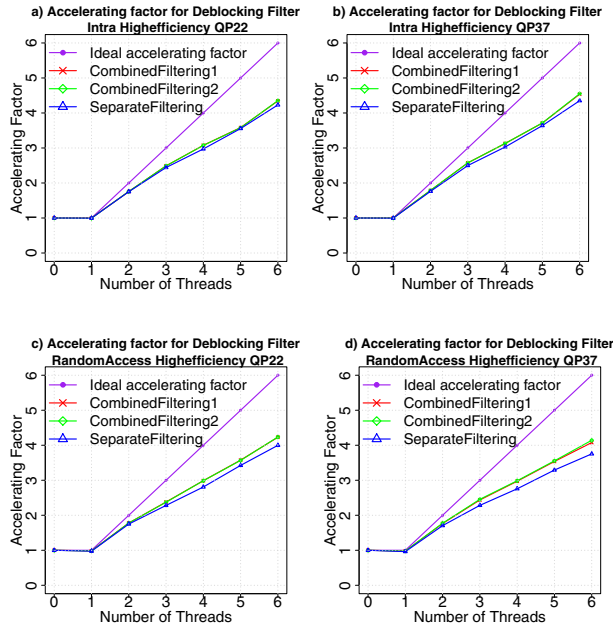 a) Accelerating factor for Deblocking Filter
Intra Highefficiency QP22
Ideal accelerating factor
CombinedFiltering1
CombinedFiltering2
SeparateFiltering
Accelerating Factor
6
5
4
3
2
1
0
0 1 2 3 4 5 6
Number of Threads
b) Accelerating factor for Deblocking Filter
Intra Highefficiency QP37
Ideal accelerating factor
CombinedFiltering1
CombinedFiltering2
SeparateFiltering
Accelerating Factor
6
5
4
3
2
1
0
0 1 2 3 4 5 6
Number of Threads
c) Accelerating factor for Deblocking Filter
RandomAccess Highefficiency QP22
Ideal accelerating factor
CombinedFiltering1
CombinedFiltering2
SeparateFiltering
Accelerating Factor
6
5
4
3
2
1
0
0 1 2 3 4 5 6
Number of Threads
d) Accelerating factor for Deblocking Filter
RandomAccess Highefficiency QP37
Ideal accelerating factor
CombinedFiltering1
CombinedFiltering2
SeparateFiltering
Accelerating Factor
6
5
4
3
2
1
0
0 1 2 3 4 5 6
Number of Threads